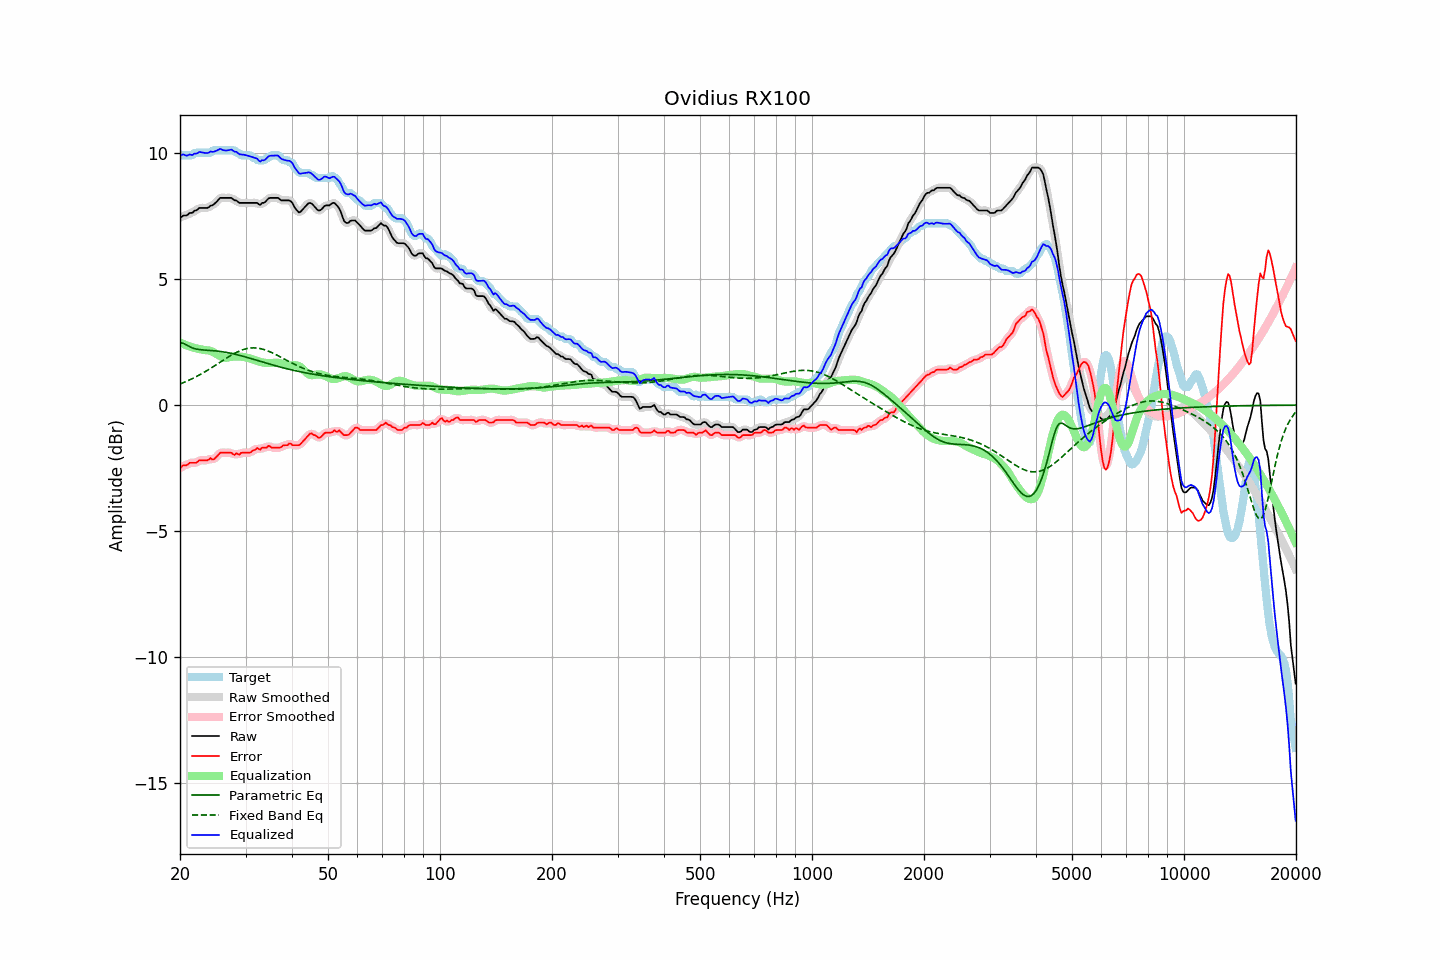 Ovidius RX100
Amplitude (dBr)
10
5
0
−5
−10
−15
Target
Raw Smoothed
Error Smoothed
Raw
Error
Equalization
Parametric Eq
Fixed Band Eq
Equalized
20 50 100 200 500 1000 2000 5000 10000 20000
Frequency (Hz)